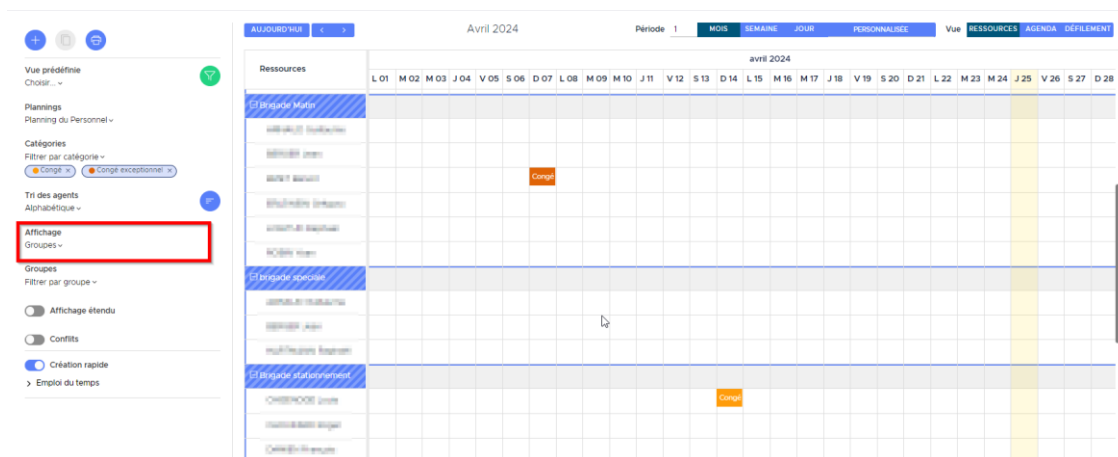 Vue prédéfinie
Choisir...
Plannings
Planning du Personnel
Catégories
Filtrer par catégorie
Congé ×
Congé exceptionnel ×
Tri des agents
Alphabétique
Affichage
Groupes
Groupes
Filtrer par groupe
Affichage étendu
Conflits
Création rapide
Emploi du temps
AUJOURD'HUI < >
Avril 2024
Période 1 MOIS SEMAINE JOUR PERSONNALISÉE
Vue RESSOURCES AGENDA DÉFILEMENT
Ressources
avril 2024
L 01 M 02 M 03 J 04 V 05 S 06 D 07 L 08 M 09 M 10 J 11 V 12 S 13 D 14 L 15 M 16 M 17 J 18 V 19 S 20 D 21 L 22 M 23 M 24 J 25 V 26 S 27 D 28
Brigade Matin
Congé
brigade speciale
Brigade stationnement
Congé